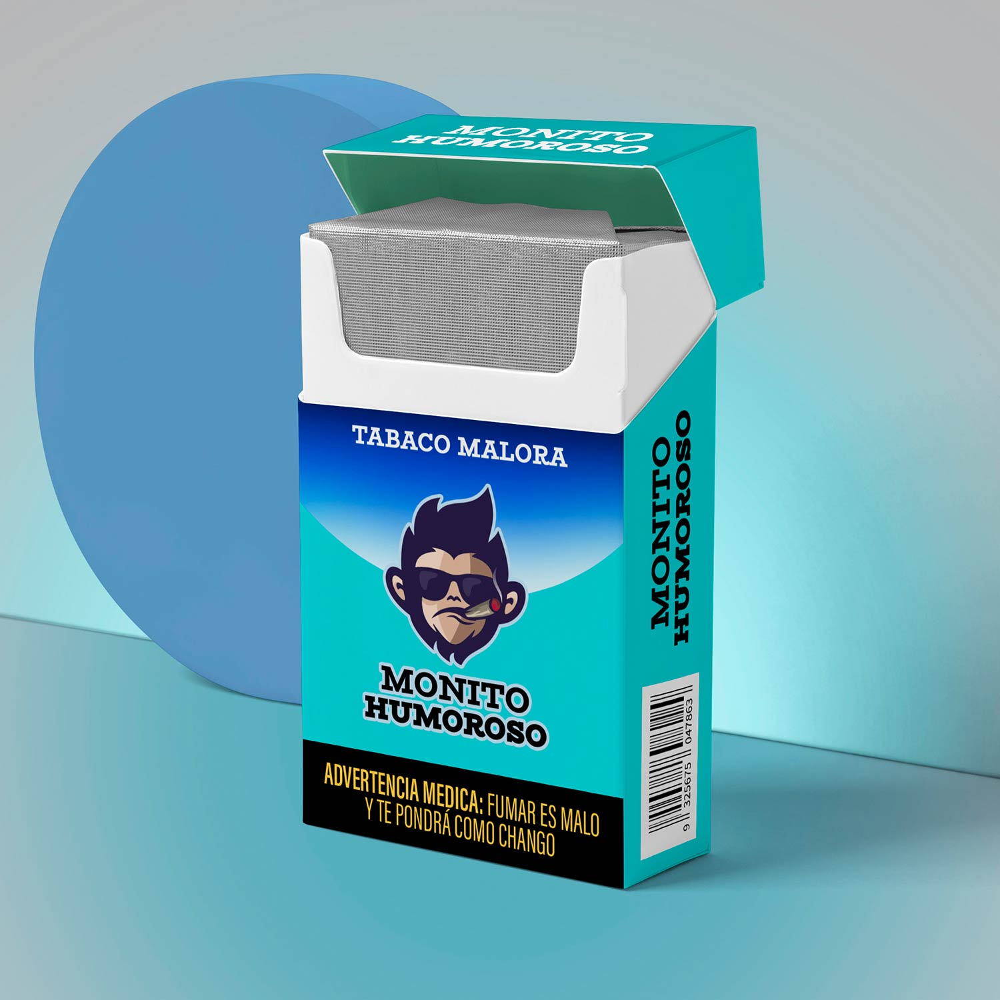 MONITO
HUMOROSO
TABACO MALORA
MONITO
HUMOROSO
ADVERTENCIA MEDICA: FUMAR ES MALO
Y TE PONDRÁ COMO CHANGO
MONITO
HUMOROSO
9 325675 047863